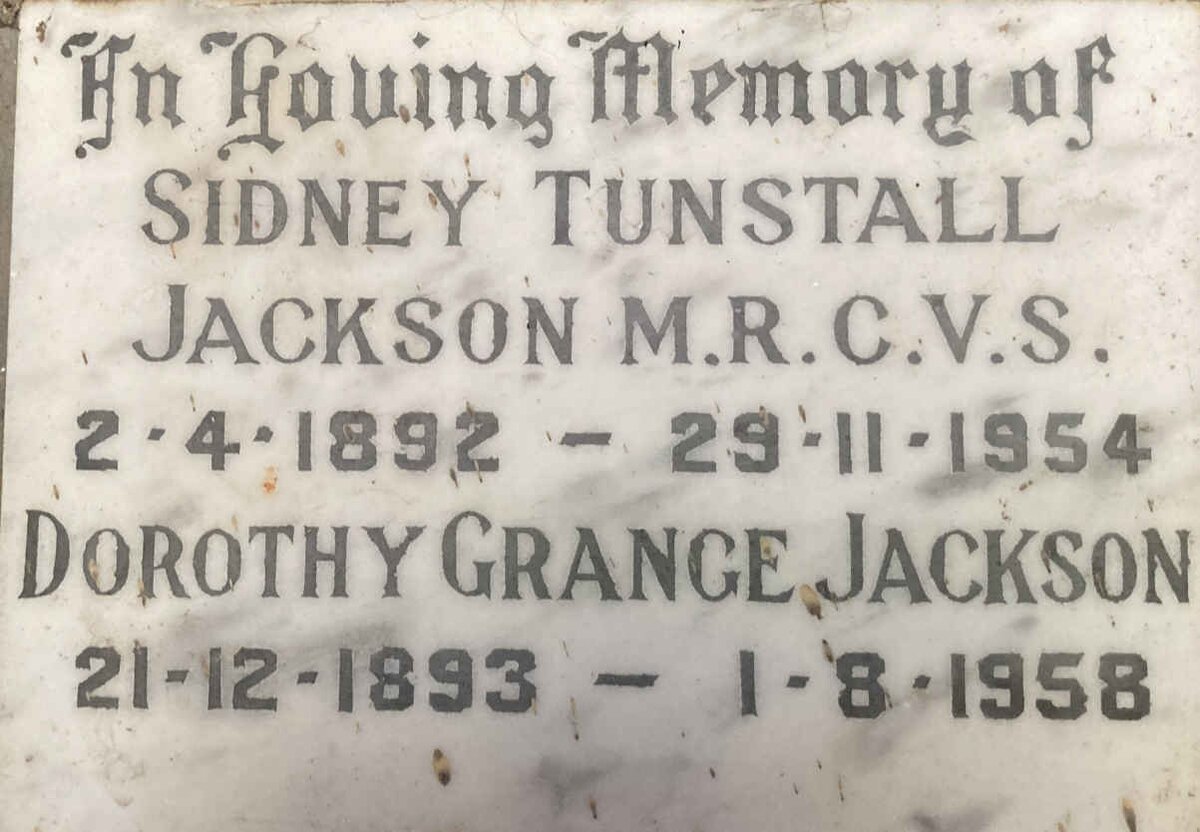 In Loving Memory of
SIDNEY TUNSTALL
JACKSON M.R.C.V.S.
2·4·1892 – 29·11·1954
DOROTHY GRANGE JACKSON
21-12-1893 – 1-8·1958